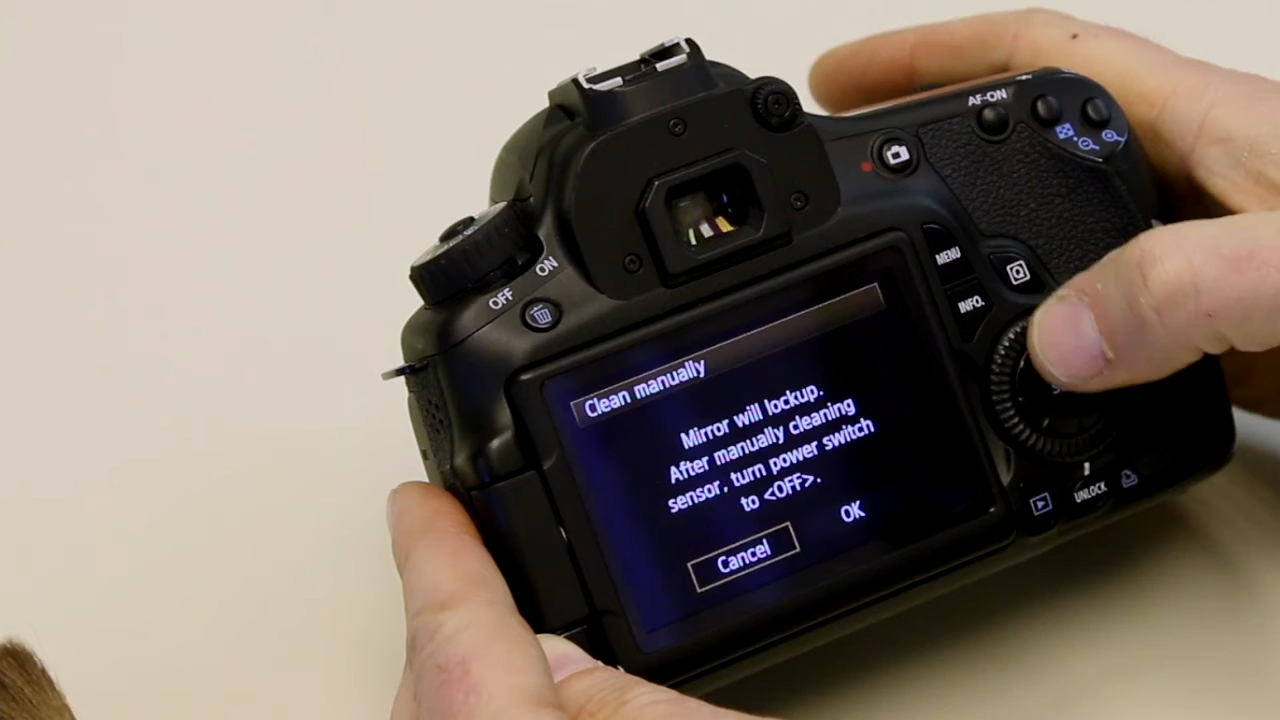 AF-ON
MENU
ON
OFF
Q
INFO.
Clean manually
Mirror will lockup.
After manually cleaning
sensor, turn power switch
to <OFF>.
Cancel
OK
UNLOCK